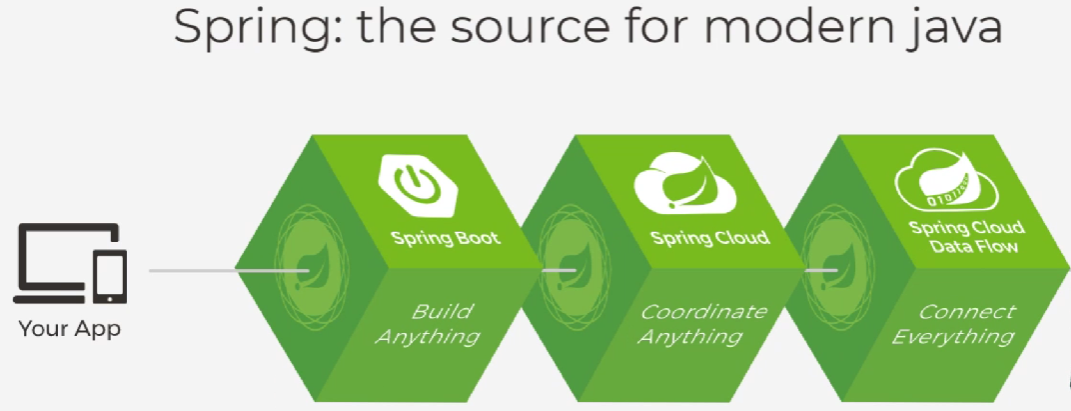 Spring: the source for modern java
Your App
Spring Boot
Build
Anything
Spring Cloud
Coordinate
Anything
Spring Cloud
Data Flow
Connect
Everything